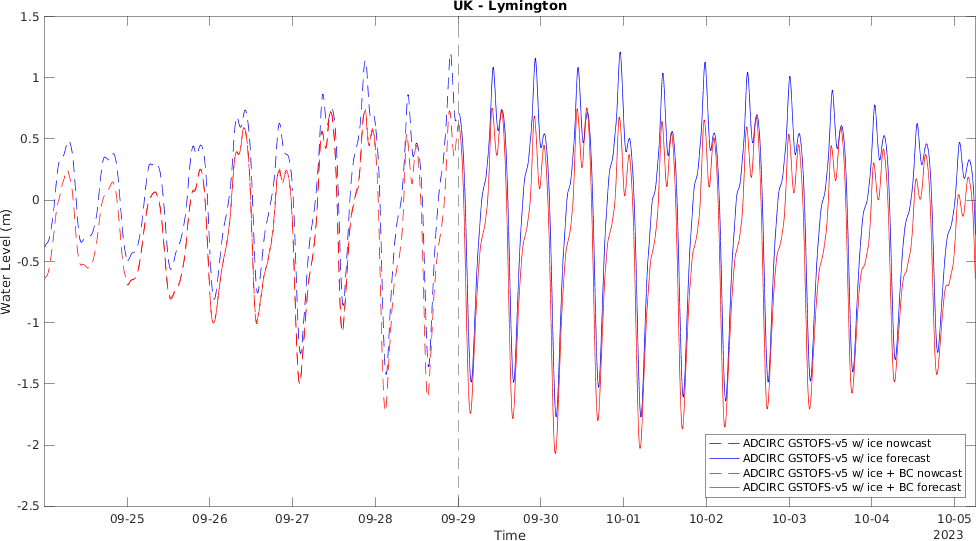 UK - Lymington
1.5
1
0.5
0
-0.5
-1
-1.5
-2
-2.5
Water Level (m)
ADCIRC GSTOFS-v5 w/ ice nowcast
ADCIRC GSTOFS-v5 w/ ice forecast
ADCIRC GSTOFS-v5 w/ ice + BC nowcast
ADCIRC GSTOFS-v5 w/ ice + BC forecast
09-25 09-26 09-27 09-28 09-29 09-30 10-01 10-02 10-03 10-04 10-05
Time
2023